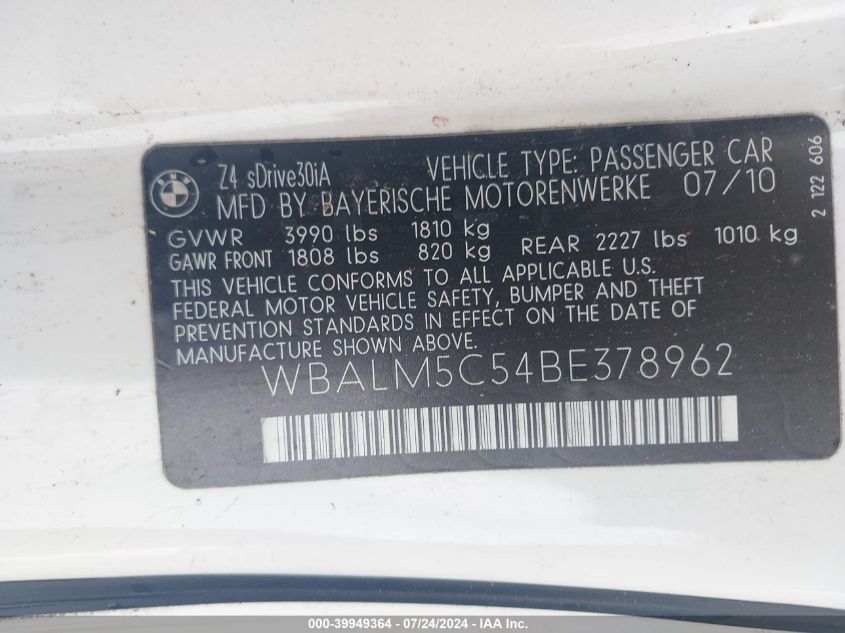 BMW
Z4 sDrive30iA VEHICLE TYPE: PASSENGER CAR
MFD BY BAYERISCHE MOTORENWERKE 07/10
GVWR 3990 lbs 1810 kg
GAWR FRONT 1808 lbs 820 kg REAR 2227 lbs 1010 kg
THIS VEHICLE CONFORMS TO ALL APPLICABLE U.S.
FEDERAL MOTOR VEHICLE SAFETY, BUMPER AND THEFT
PREVENTION STANDARDS IN EFFECT ON THE DATE OF
MANUFACTURE SHOWN ABOVE.
WBALM5C54BE378962
2 122 606
000-39949364 - 07/24/2024 - IAA Inc.